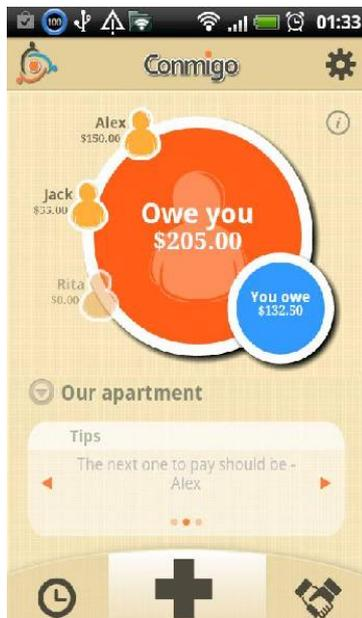 100
01:33
Conmigo
Alex
$150.00
Jack
$55.00
Rita
$0.00
Owe you
$205.00
You owe
$132.50
i
Our apartment
Tips
The next one to pay should be -
Alex